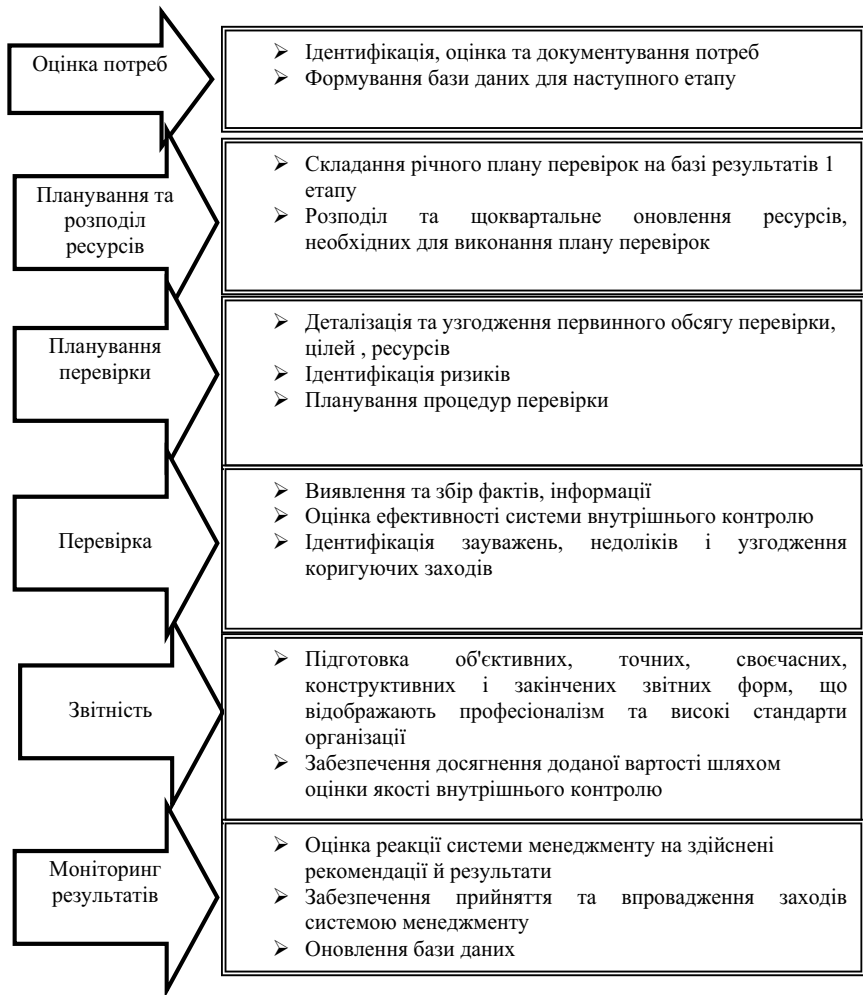 Оцінка потреб
➢ Ідентифікація, оцінка та документування потреб
➢ Формування бази даних для наступного етапу
Планування та
розподіл
ресурсів
➢ Складання річного плану перевірок на базі результатів 1
етапу
➢ Розподіл та щоквартальне оновлення ресурсів,
необхідних для виконання плану перевірок
Планування
перевірки
➢ Деталізація та узгодження первинного обсягу перевірки,
цілей , ресурсів
➢ Ідентифікація ризиків
➢ Планування процедур перевірки
Перевірка
➢ Виявлення та збір фактів, інформації
➢ Оцінка ефективності системи внутрішнього контролю
➢ Ідентифікація зауважень, недоліків і узгодження
коригуючих заходів
Звітність
➢ Підготовка об'єктивних, точних, своєчасних,
конструктивних і закінчених звітних форм, що
відображають професіоналізм та високі стандарти
організації
➢ Забезпечення досягнення доданої вартості шляхом
оцінки якості внутрішнього контролю
Моніторинг
результатів
➢ Оцінка реакції системи менеджменту на здійснені
рекомендації й результати
➢ Забезпечення прийняття та впровадження заходів
системою менеджменту
➢ Оновлення бази даних